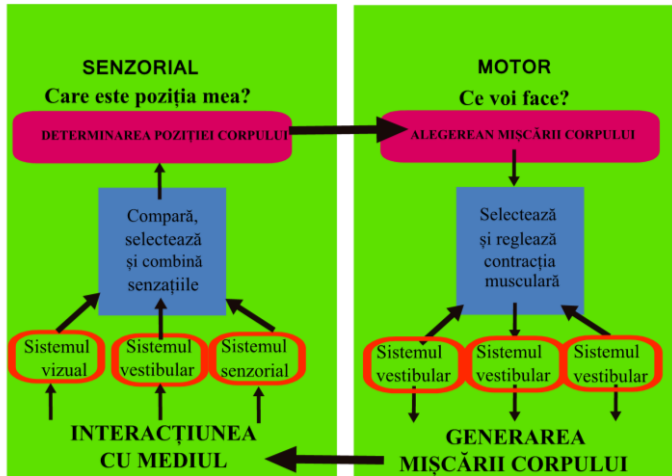 SENZORIAL
Care este poziția mea?
DETERMINAREA POZIȚIEI CORPULUI
Compară,
selectează
și combină
senzațiile
Sistemul
vizual
Sistemul
vestibular
Sistemul
senzorial
INTERACȚIUNEA
CU MEDIUL
MOTOR
Ce voi face?
ALEGEREAN MIȘCĂRII CORPULUI
Selectează
și reglează
contracția
musculară
Sistemul
vestibular
Sistemul
vestibular
Sistemul
vestibular
GENERAREA
MIȘCĂRII CORPULUI